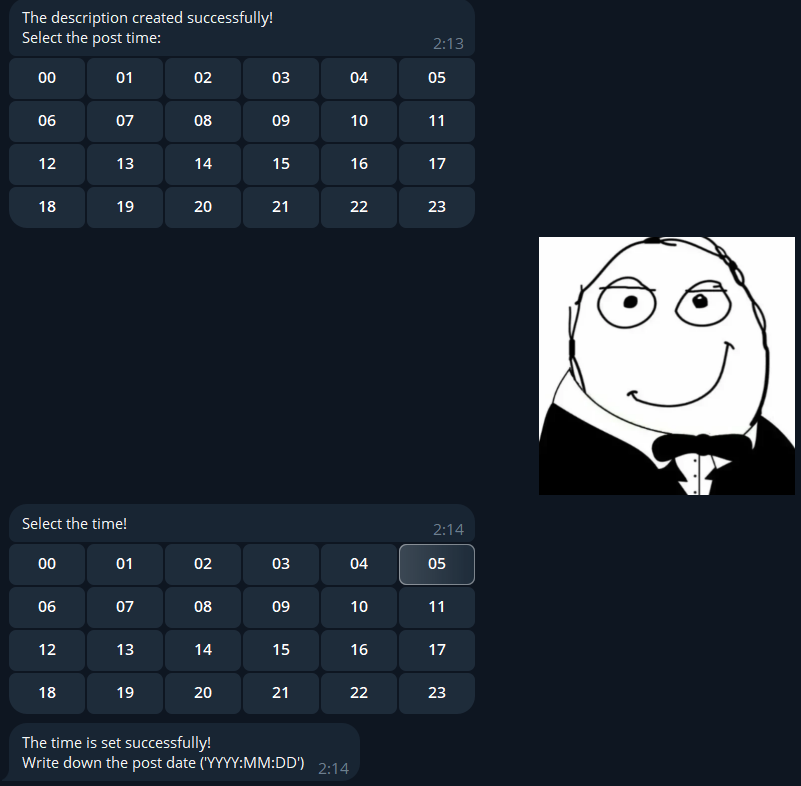 The description created successfully!
Select the post time:
2:13
00 01 02 03 04 05
06 07 08 09 10 11
12 13 14 15 16 17
18 19 20 21 22 23
Select the time!
2:14
00 01 02 03 04 05
06 07 08 09 10 11
12 13 14 15 16 17
18 19 20 21 22 23
The time is set successfully!
Write down the post date ('YYYY:MM:DD')
2:14